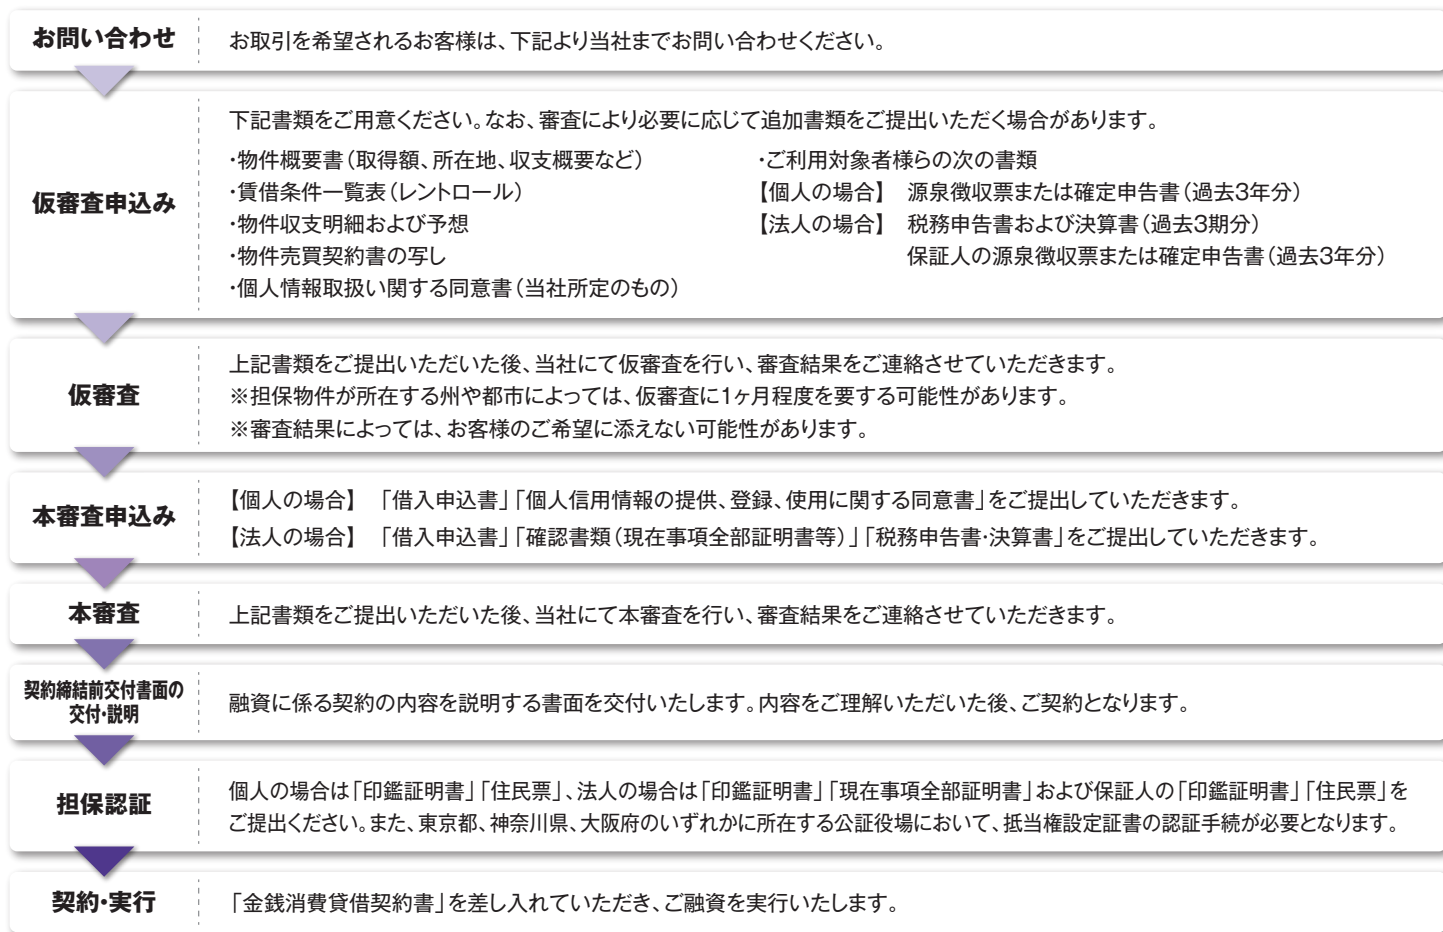 お問い合わせ
お取引を希望されるお客様は、下記より当社までお問い合わせください。
仮審査申込み
下記書類をご用意ください。なお、審査により必要に応じて追加書類をご提出いただく場合があります。
・物件概要書（取得額、所在地、収支概要など）
・賃借条件一覧表（レントロール）
・物件収支明細および予想
・物件売買契約書の写し
・個人情報取扱い関する同意書（当社所定のもの）
・ご利用対象者様らの次の書類
【個人の場合】 源泉徴収票または確定申告書（過去3年分）
【法人の場合】 税務申告書および決算書（過去3期分）
保証人の源泉徴収票または確定申告書（過去3年分）
仮審査
上記書類をご提出いただいた後、当社にて仮審査を行い、審査結果をご連絡させていただきます。
※担保物件が所在する州や都市によっては、仮審査に1ヶ月程度を要する可能性があります。
※審査結果によっては、お客様のご希望に添えない可能性があります。
本審査申込み
【個人の場合】 「借入申込書」「個人信用情報の提供、登録、使用に関する同意書」をご提出していただきます。
【法人の場合】 「借入申込書」「確認書類（現在事項全部証明書等）」「税務申告書・決算書」をご提出していただきます。
本審査
上記書類をご提出いただいた後、当社にて本審査を行い、審査結果をご連絡させていただきます。
契約締結前交付書面の
交付・説明
融資に係る契約の内容を説明する書面を交付いたします。内容をご理解いただいた後、ご契約となります。
担保認証
個人の場合は「印鑑証明書」「住民票」、法人の場合は「印鑑証明書」「現在事項全部証明書」および保証人の「印鑑証明書」「住民票」を
ご提出ください。また、東京都、神奈川県、大阪府のいずれかに所在する公証役場において、抵当権設定証書の認証手続が必要となります。
契約・実行
「金銭消費貸借契約書」を差し入れていただき、ご融資を実行いたします。